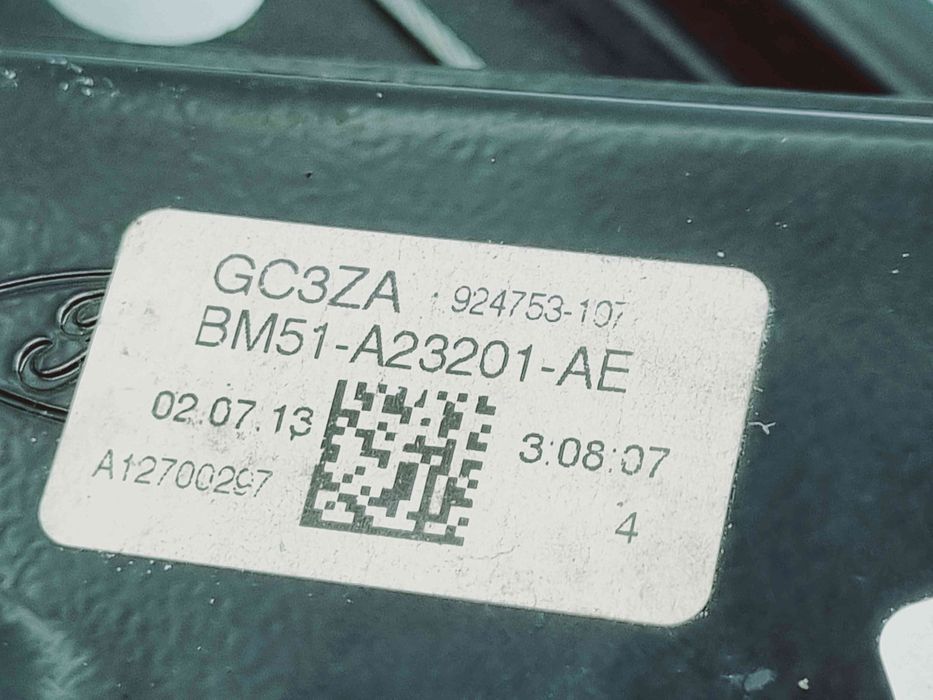 GC3ZA 924753-107
BM51-A23201-AE
02.07.13 3:08:07
A12700297
4